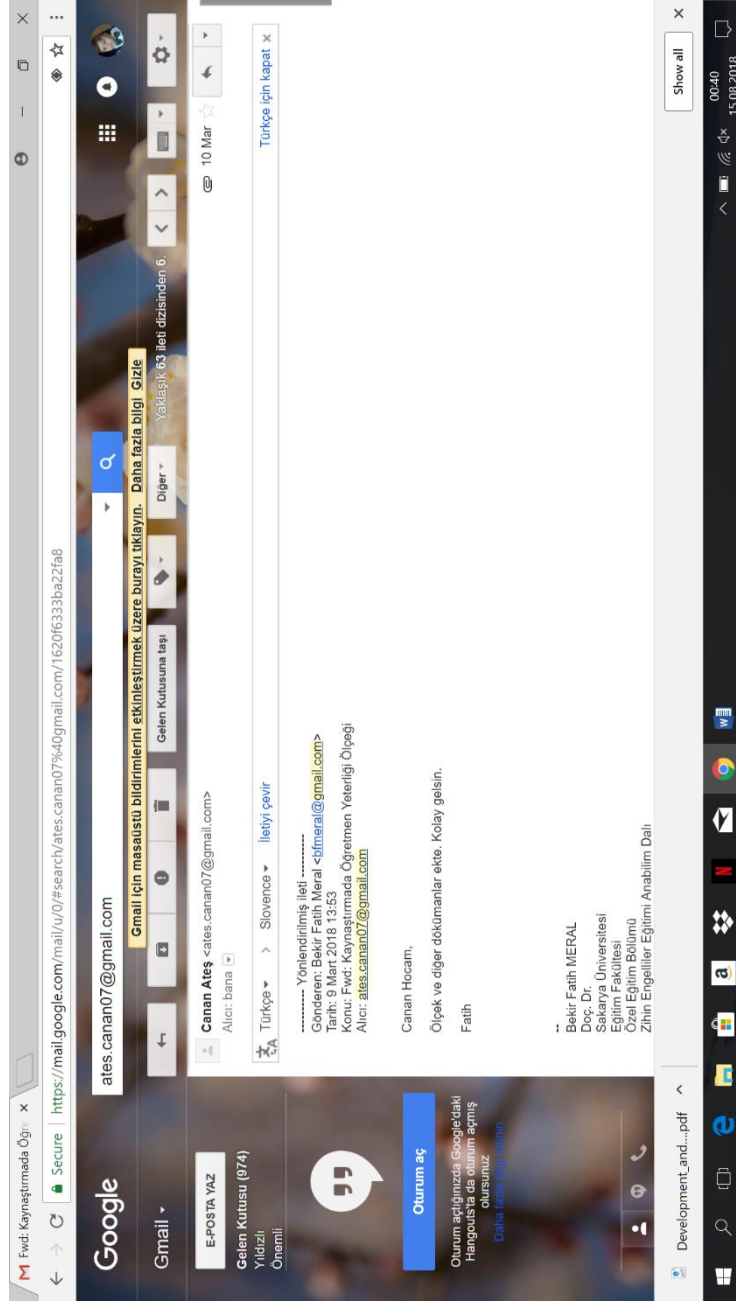 Fwd: Kaynaştırmada Öğre
Secure | https://mail.google.com/mail/u/0/#search/ates.canan07%40gmail.com/1620f6333ba22fa8
Google
ates.canan07@gmail.com
Gmail için masaüstü bildirimlerini etkinleştirmek üzere burayı tıklayın. Daha fazla bilgi Gizle
Gmail
Gelen Kutusuna taşı
Diğer
Yaklaşık 63 ileti dizisinden 6.
E-POSTA YAZ
Gelen Kutusu (974)
Yıldızlı
Önemli
Oturum aç
Oturum açtığınızda Google'daki
Hangouts'ta da oturum açmış
olursunuz
Daha fazla bilgi edinin
Canan Ateş <ates.canan07@gmail.com>
10 Mar
Alıcı: bana
Türkçe > Slovence İletiyi çevir
Türkçe için kapat x
---------- Yönlendirilmiş ileti ----------
Gönderen: Bekir Fatih Meral <bfmeral@gmail.com>
Tarih: 9 Mart 2018 13:53
Konu: Fwd: Kaynaştırmada Öğretmen Yeterliği Ölçeği
Alıcı: ates.canan07@gmail.com
Canan Hocam,
Ölçek ve diğer dökümanlar ekte. Kolay gelsin.
Fatih
--
Bekir Fatih MERAL
Doç. Dr.
Sakarya Üniversitesi
Eğitim Fakültesi
Özel Eğitim Bölümü
Zihin Engelliler Eğitimi Anabilim Dalı
Development_and....pdf
Show all
00:40
15.08.2018